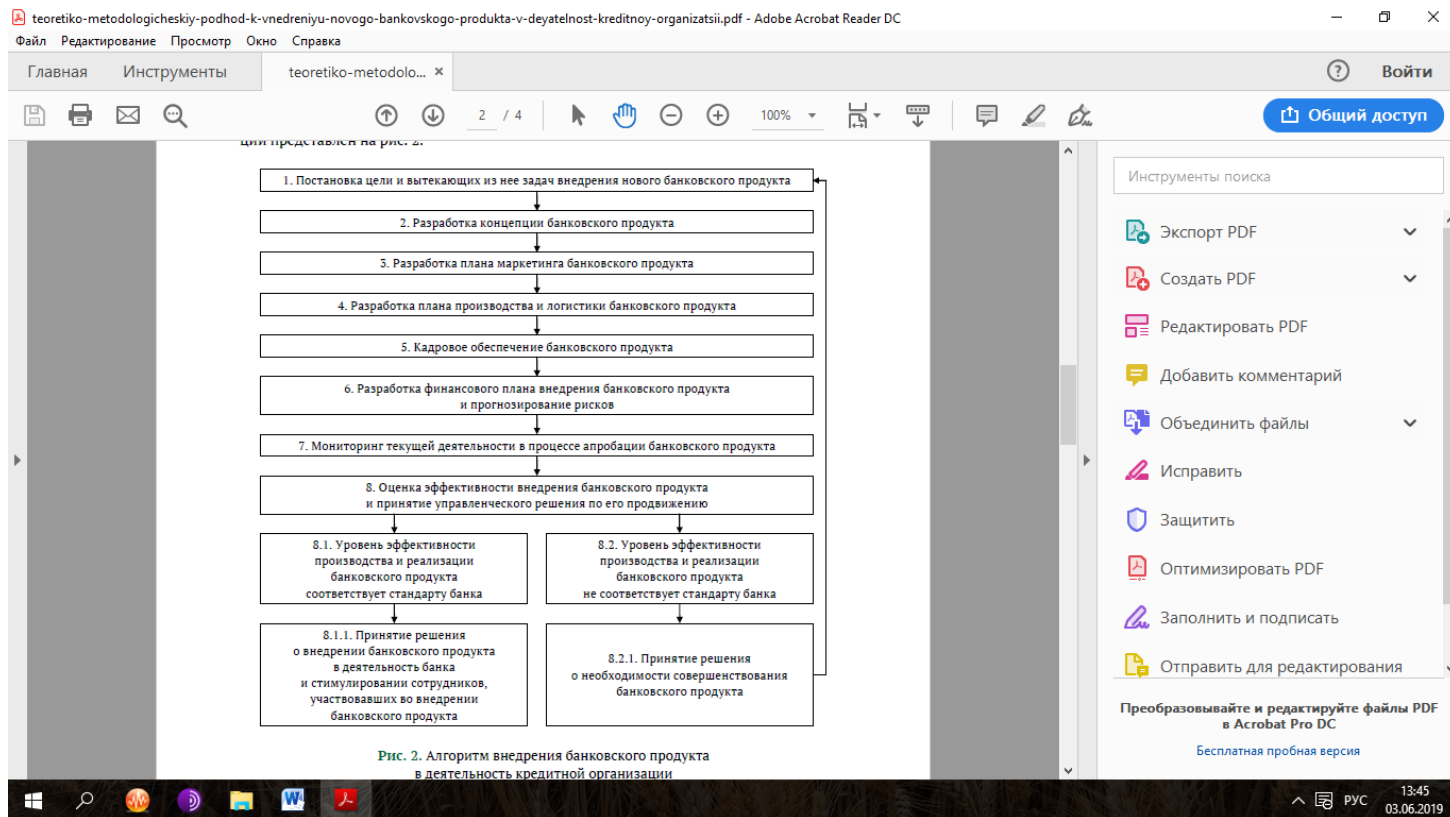 teoretiko-metodologicheskiy-podhod-k-vnedreniyu-novogo-bankovskogo-produkta-v-deyatelnost-kreditnoy-organizatsii.pdf - Adobe Acrobat Reader DC
Файл Редактирование Просмотр Окно Справка
Главная Инструменты teoretiko-metodolo... × ? Войти
2 / 4 100% Общий доступ
ции представлен на рис. 2.
1. Постановка цели и вытекающих из нее задач внедрения нового банковского продукта
2. Разработка концепции банковского продукта
3. Разработка плана маркетинга банковского продукта
4. Разработка плана производства и логистики банковского продукта
5. Кадровое обеспечение банковского продукта
6. Разработка финансового плана внедрения банковского продукта
и прогнозирование рисков
7. Мониторинг текущей деятельности в процессе апробации банковского продукта
8. Оценка эффективности внедрения банковского продукта
и принятие управленческого решения по его продвижению
8.1. Уровень эффективности
производства и реализации
банковского продукта
соответствует стандарту банка
8.2. Уровень эффективности
производства и реализации
банковского продукта
не соответствует стандарту банка
8.1.1. Принятие решения
о внедрении банковского продукта
в деятельность банка
и стимулировании сотрудников,
участвовавших во внедрении
банковского продукта
8.2.1. Принятие решения
о необходимости совершенствования
банковского продукта
Рис. 2. Алгоритм внедрения банковского продукта
в деятельность кредитной организации
Инструменты поиска
Экспорт PDF
Создать PDF
Редактировать PDF
Добавить комментарий
Объединить файлы
Исправить
Защитить
Оптимизировать PDF
Заполнить и подписать
Отправить для редактирования
Преобразовывайте и редактируйте файлы PDF
в Acrobat Pro DC
Бесплатная пробная версия
РУС
13:45
03.06.2019